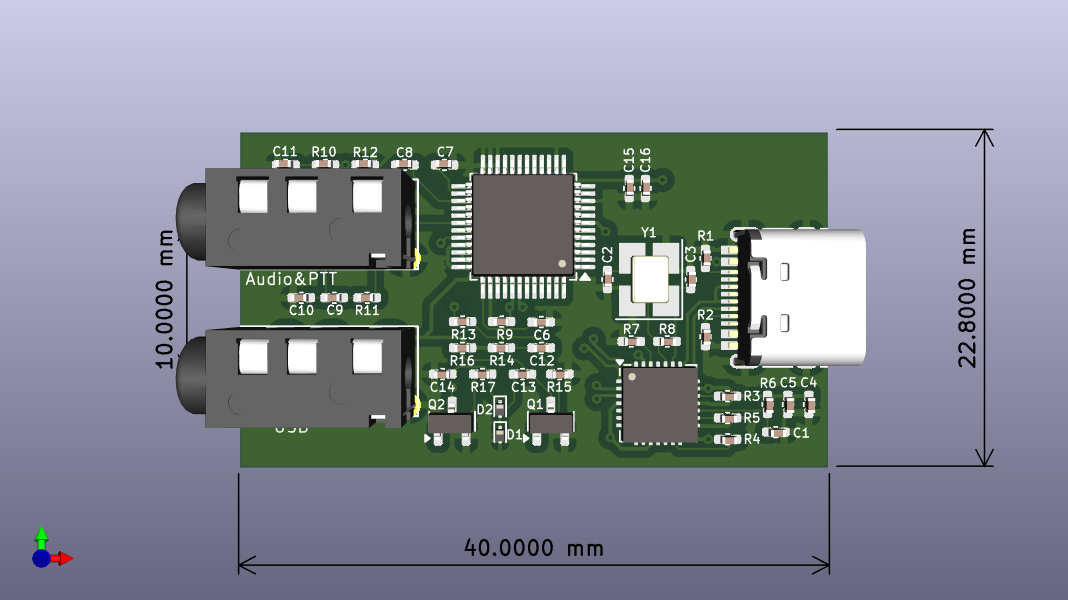 C11 R10 R12 C8 C7
C15 C16
Y1
R1
C2
C3
Audio&PTT
C10 C9 R11
R2
R13 R9 C6
R7 R8
R16 R14 C12
C14 R17 C13 R15
R6 C5 C4
R3
Q2 D2 Q1
R5
D1
C1
R4
10.0000 mm
22.8000 mm
40.0000 mm